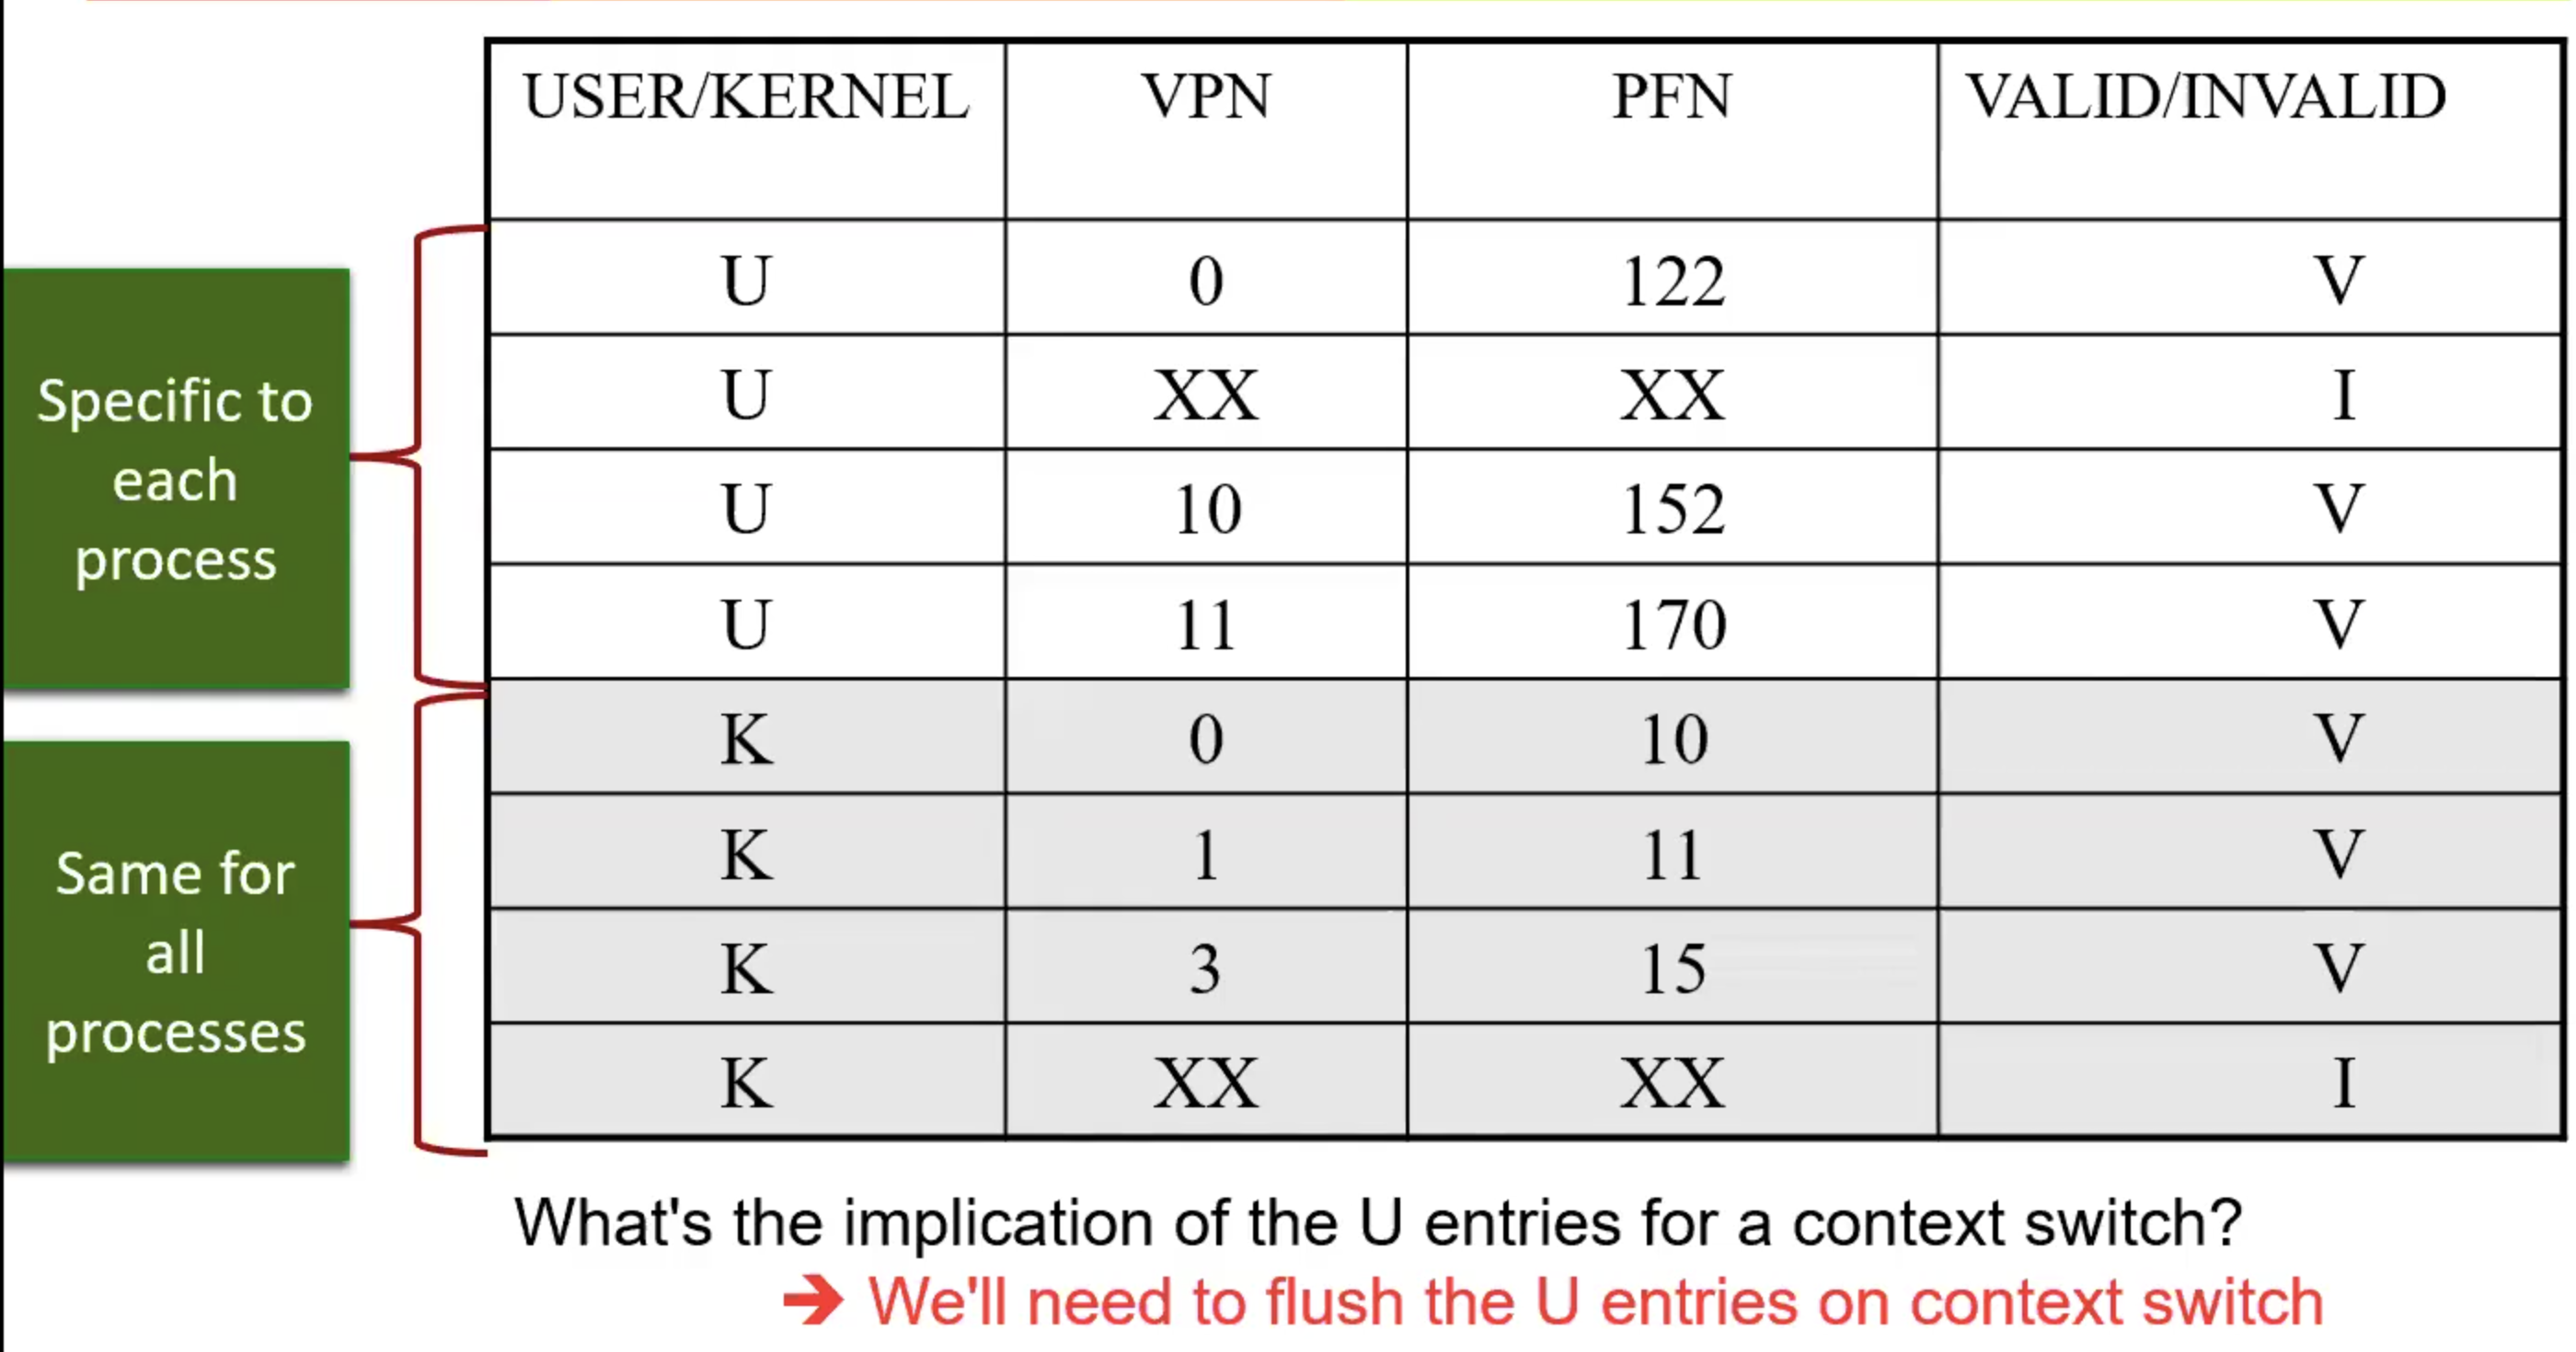 USER/KERNEL VPN PFN VALID/INVALID
U 0 122 V
U XX XX I
U 10 152 V
U 11 170 V
K 0 10 V
K 1 11 V
K 3 15 V
K XX XX I
Specific to
each
process
Same for
all
processes
What's the implication of the U entries for a context switch?
➔ We'll need to flush the U entries on context switch